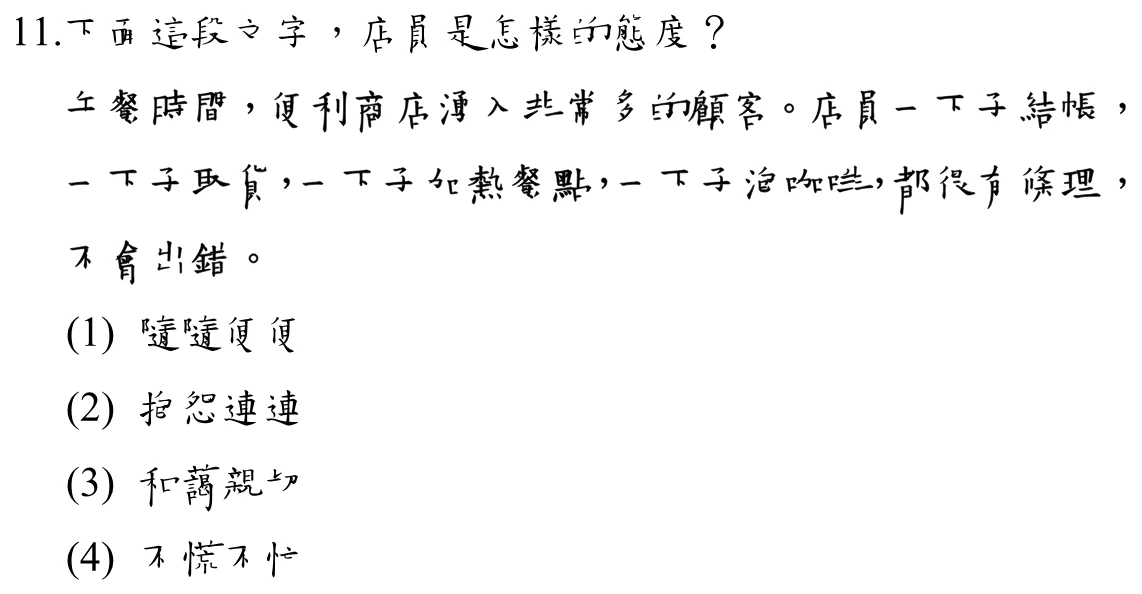 11.下面這段文字，店員是怎樣的態度？
午餐時間，便利商店湧入非常多的顧客。店員一下子結帳，
一下子取貨，一下子加熱餐點，一下子泡咖啡，都很有條理，
不會出錯。
(1) 隨隨便便
(2) 抱怨連連
(3) 和藹親切
(4) 不慌不忙